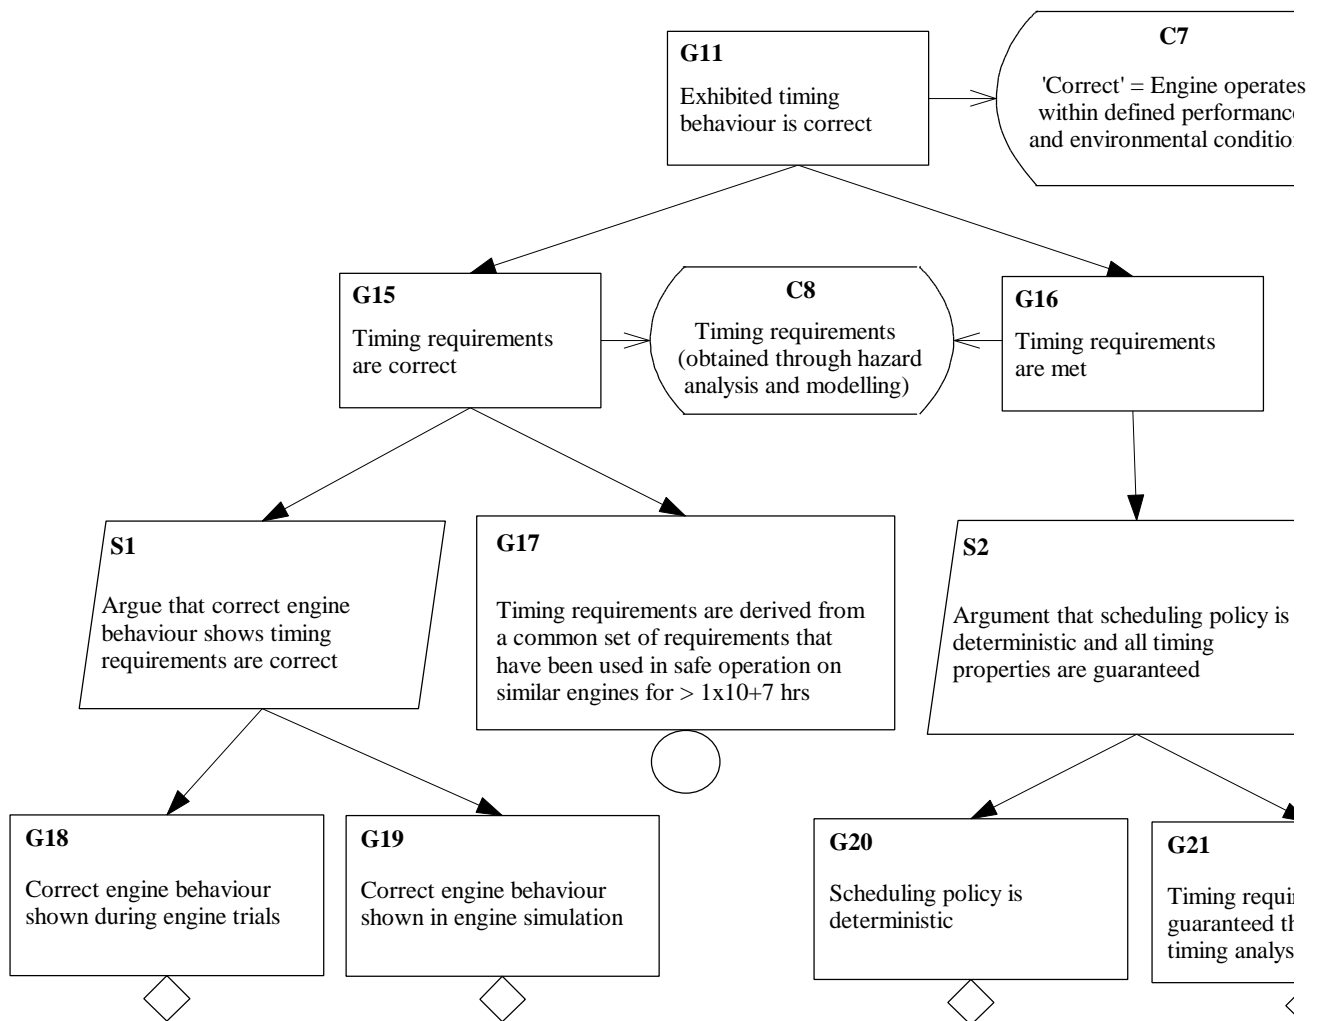 G11
Exhibited timing
behaviour is correct
C7
'Correct' = Engine operates
within defined performance
and environmental
G15
Timing requirements
are correct
C8
Timing requirements
(obtained through hazard
analysis and modelling)
G16
Timing requirements
are met
S1
Argue that correct engine
behaviour shows timing
requirements are correct
G17
Timing requirements are derived from
a common set of requirements that
have been used in safe operation on
similar engines for > 1x10+7 hrs
S2
Argument that scheduling policy is
deterministic and all timing
properties are guaranteed
G18
Correct engine behaviour
shown during engine trials
G19
Correct engine behaviour
shown in engine simulation
G20
Scheduling policy is
deterministic
G21
Timing
guaranteed
timing